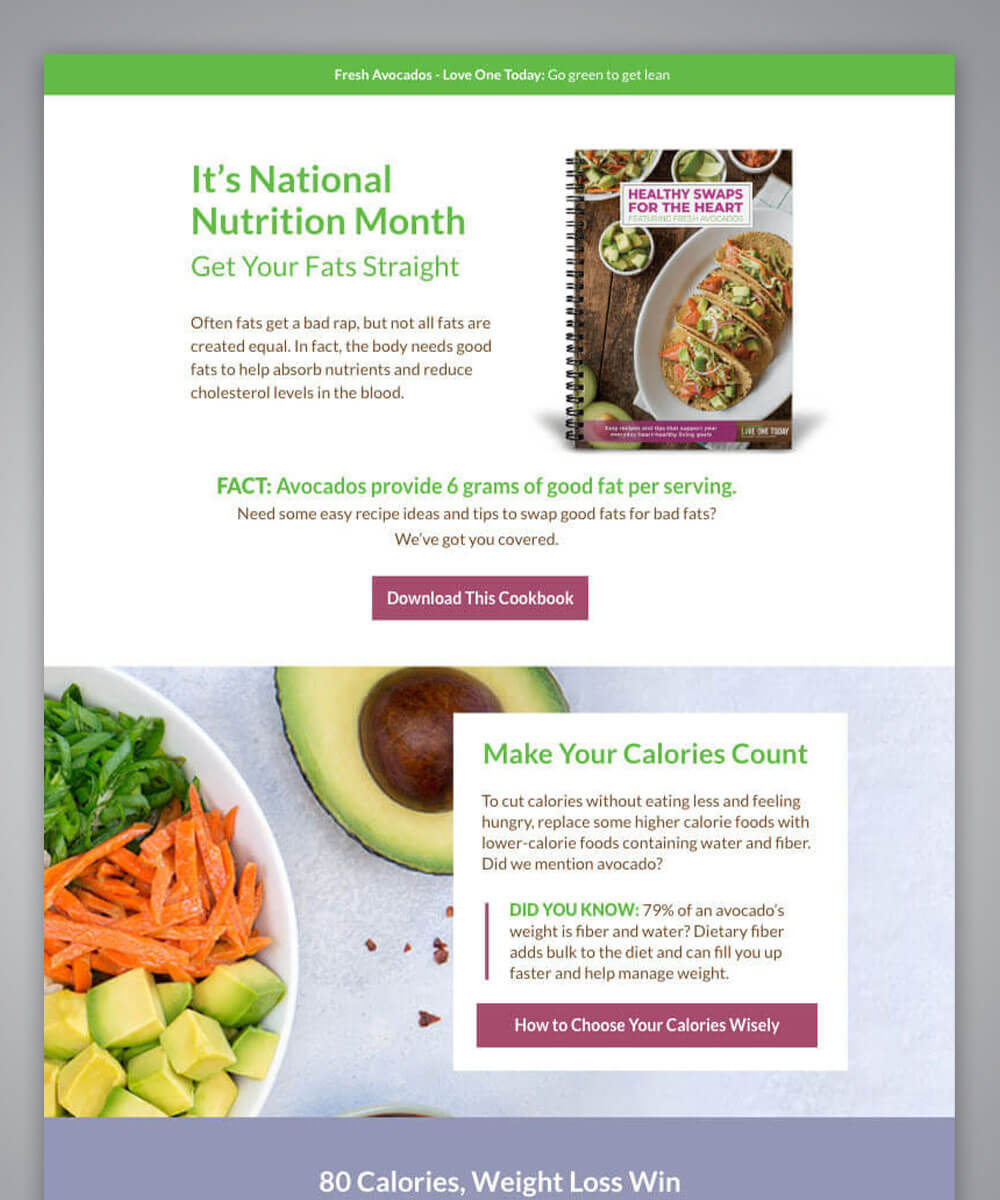 Fresh Avocados - Love One Today: Go green to get lean
It's National
Nutrition Month
Get Your Fats Straight
Often fats get a bad rap, but not all fats are
created equal. In fact, the body needs good
fats to help absorb nutrients and reduce
cholesterol levels in the blood.
HEALTHY SWAPS
FOR THE HEART
FEATURING FRESH AVOCADOS
Easy recipes and tips that support your
everyday heart-healthy living goals
LOVE ONE TODAY
FACT: Avocados provide 6 grams of good fat per serving.
Need some easy recipe ideas and tips to swap good fats for bad fats?
We've got you covered.
Download This Cookbook
Make Your Calories Count
To cut calories without eating less and feeling
hungry, replace some higher calorie foods with
lower-calorie foods containing water and fiber.
Did we mention avocado?
DID YOU KNOW: 79% of an avocado's
weight is fiber and water? Dietary fiber
adds bulk to the diet and can fill you up
faster and help manage weight.
How to Choose Your Calories Wisely
80 Calories, Weight Loss Win